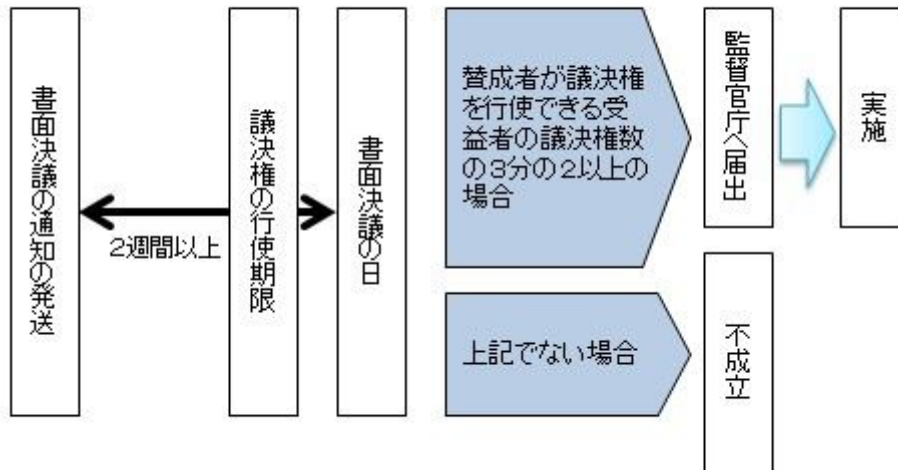 書面決議の通知の発送
2週間以上
議決権の行使期限
書面決議の日
賛成者が議決権
を行使できる受
益者の議決権数
の3分の2以上の
場合
監督官庁へ届出
実施
上記でない場合
不成立